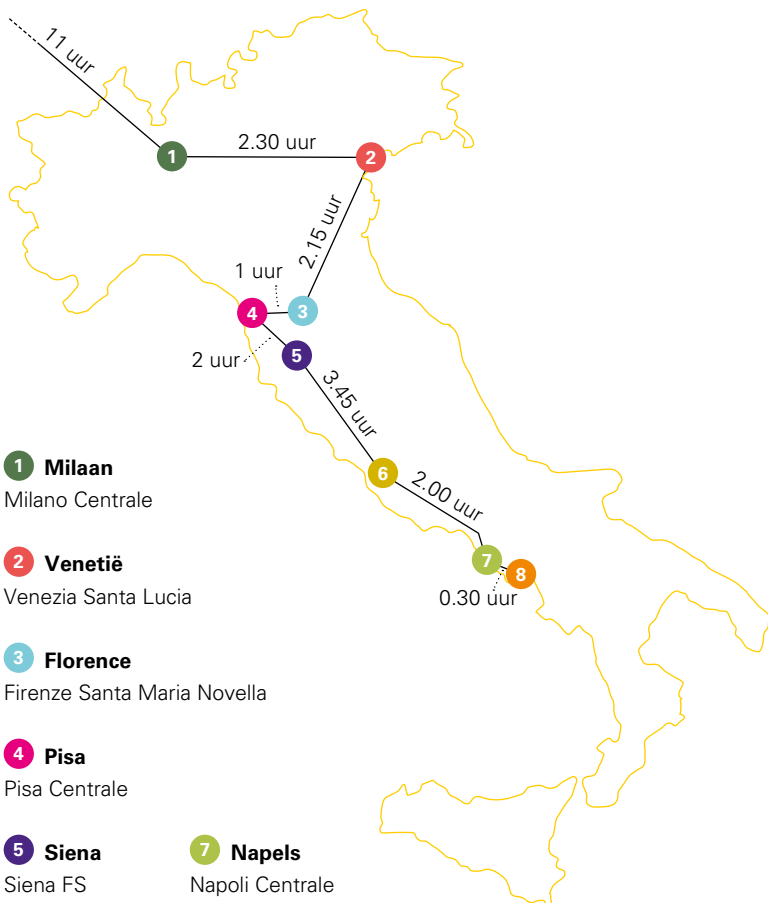 11 uur
2.30 uur
1
2
2.15 uur
1 uur
4
3
2 uur
5
3.45 uur
6
2.00 uur
7
8
0.30 uur
1 Milaan
Milano Centrale
2 Venetië
Venezia Santa Lucia
3 Florence
Firenze Santa Maria Novella
4 Pisa
Pisa Centrale
5 Siena
Siena FS
7 Napels
Napoli Centrale